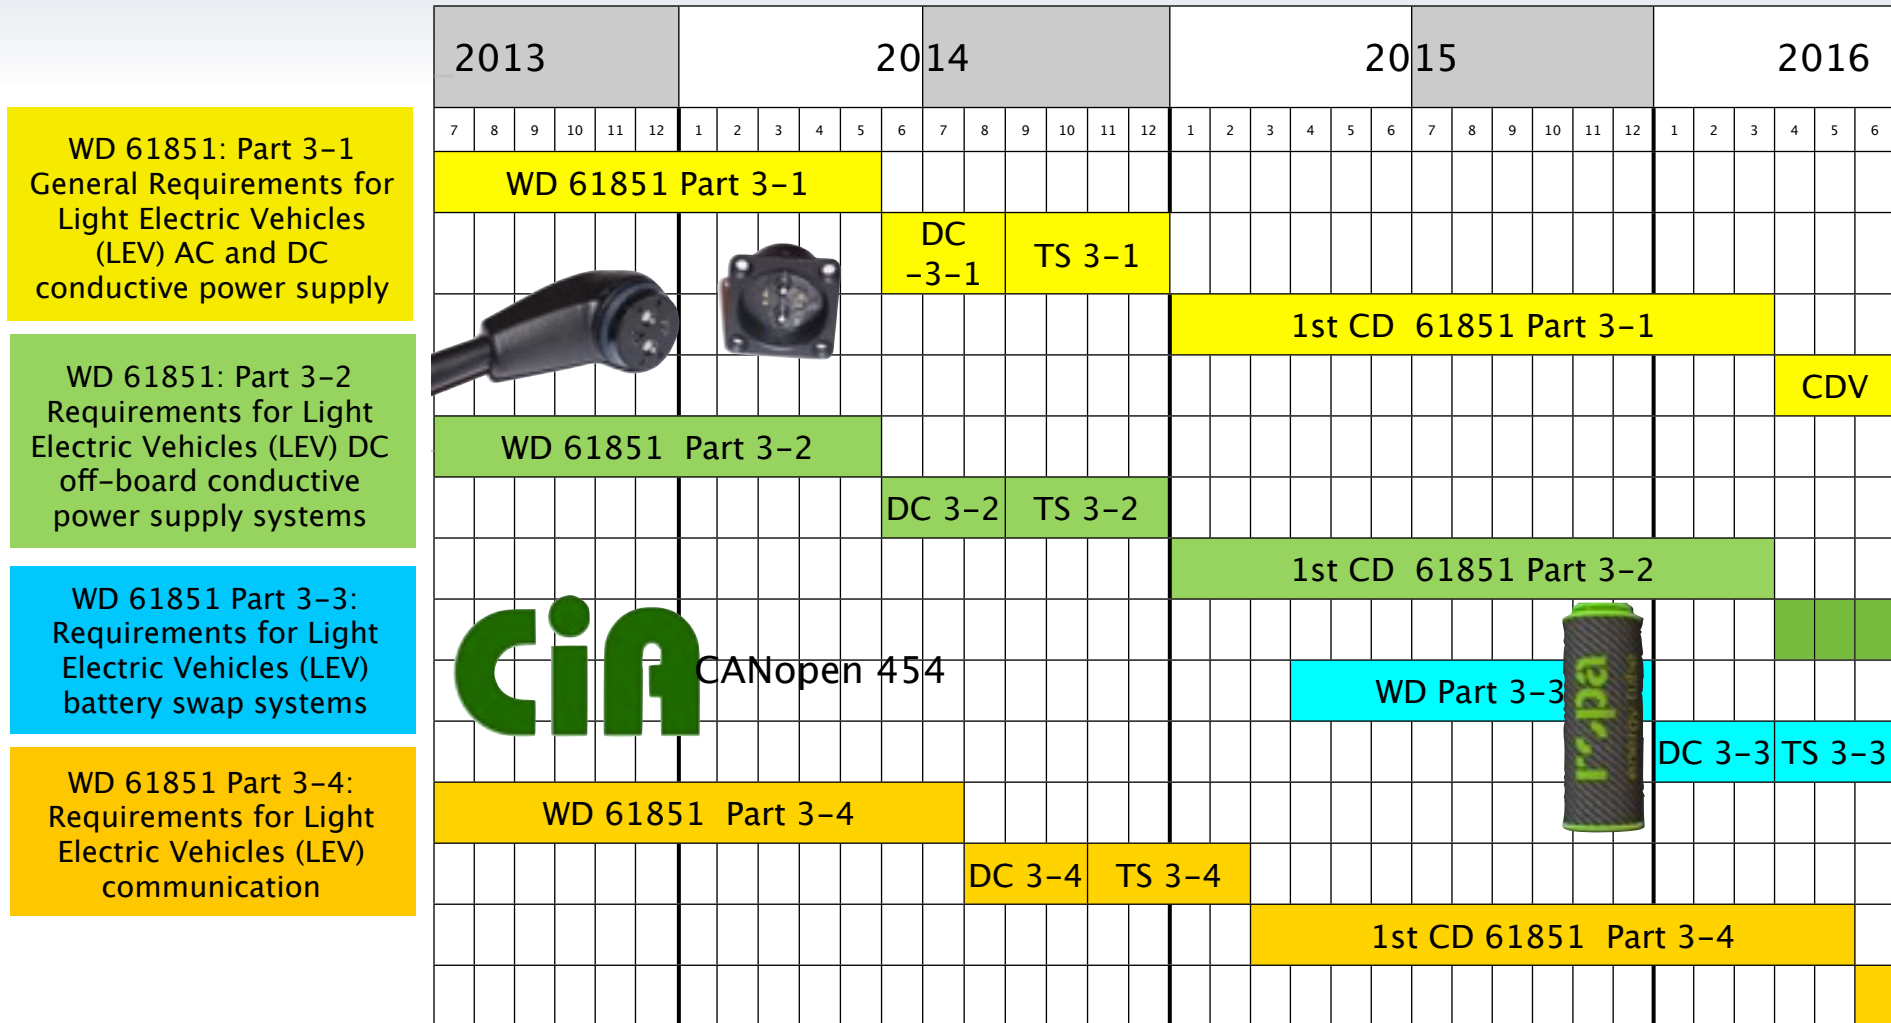 2013 2014 2015 2016
7 8 9 10 11 12 1 2 3 4 5 6 7 8 9 10 11 12 1 2 3 4 5 6 7 8 9 10 11 12 1 2 3 4 5 6
WD 61851: Part 3-1
General Requirements for
Light Electric Vehicles
(LEV) AC and DC
conductive power supply
WD 61851 Part 3-1
DC
-3-1
TS 3-1
1st CD 61851 Part 3-1
CDV
WD 61851: Part 3-2
Requirements for Light
Electric Vehicles (LEV) DC
off-board conductive
power supply systems
WD 61851 Part 3-2
DC 3-2 TS 3-2
1st CD 61851 Part 3-2
WD 61851 Part 3-3:
Requirements for Light
Electric Vehicles (LEV)
battery swap systems
CiA
CANopen 454
WD Part 3-3
DC 3-3 TS 3-3
WD 61851 Part 3-4:
Requirements for Light
Electric Vehicles (LEV)
communication
WD 61851 Part 3-4
DC 3-4 TS 3-4
1st CD 61851 Part 3-4